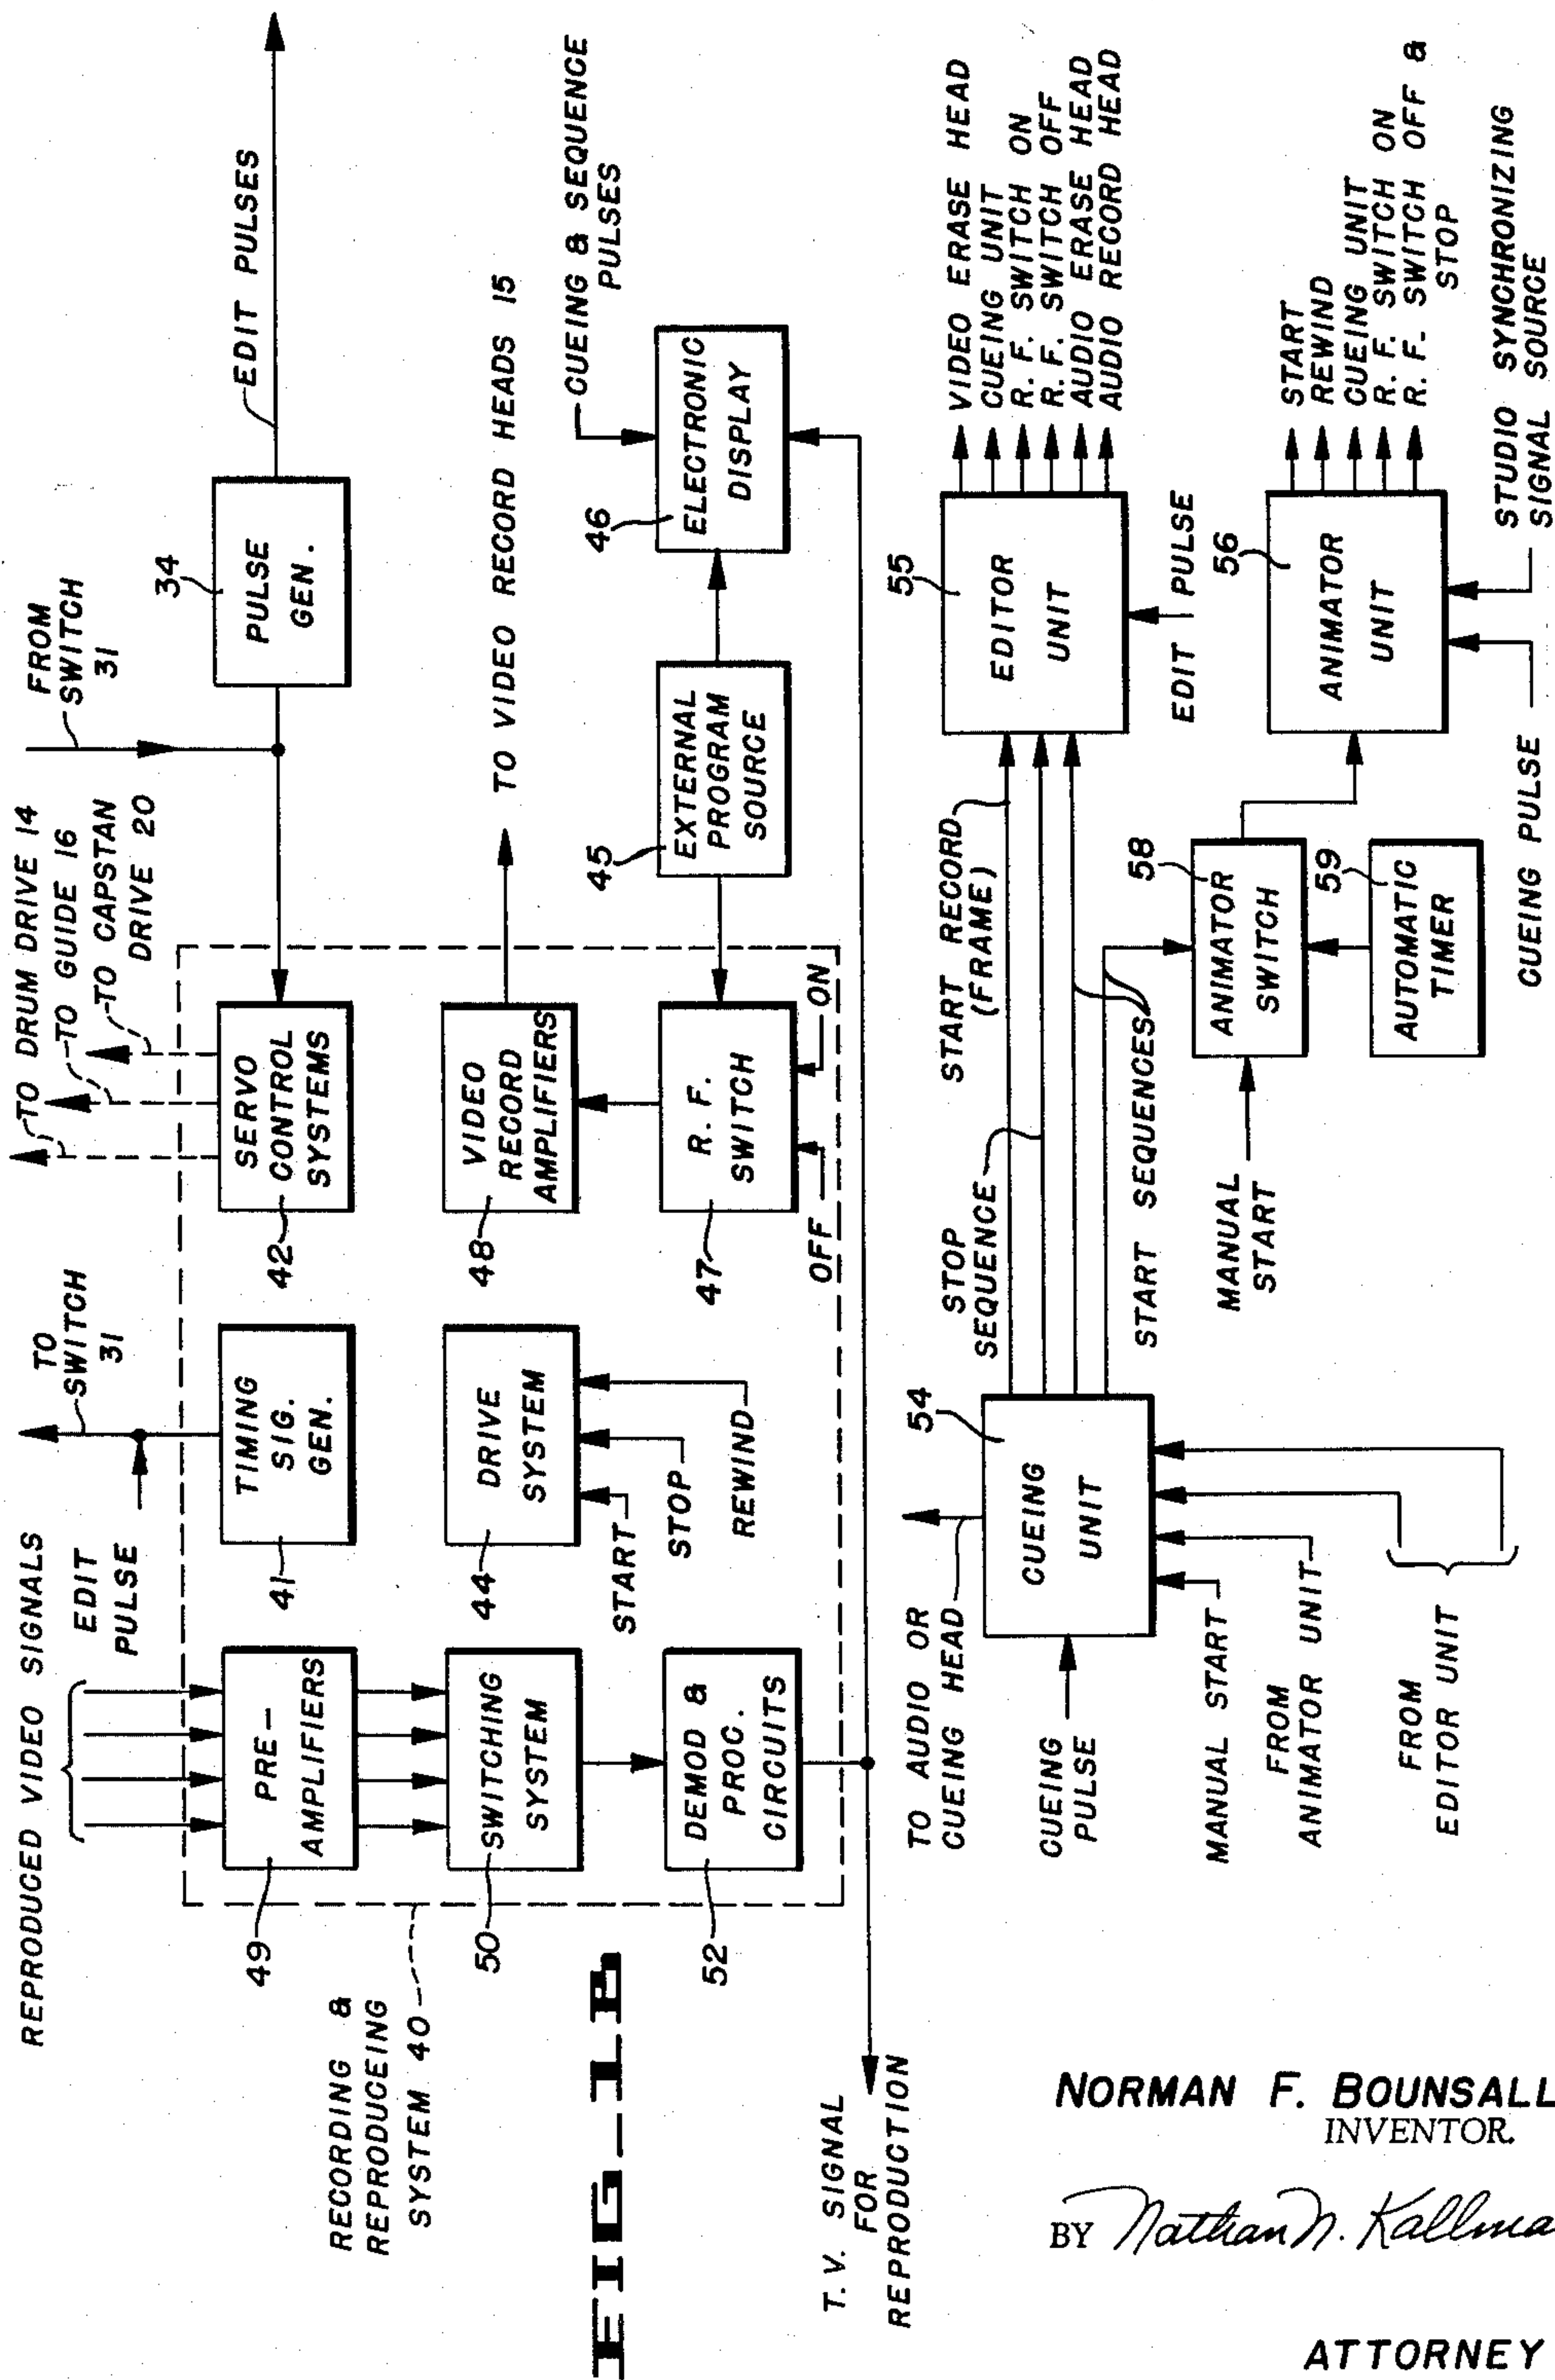 REPRODUCED VIDEO SIGNALS
EDIT
PULSE
TO
SWITCH
31
TO DRUM DRIVE 14
TO GUIDE 16
TO CAPSTAN
DRIVE 20
FROM
SWITCH
31
34
PULSE
GEN.
EDIT PULSES
49
PRE-
AMPLIFIERS
41
TIMING
SIG.
GEN.
42
SERVO
CONTROL
SYSTEMS
RECORDING &
REPRODUCEING
SYSTEM 40
50
SWITCHING
SYSTEM
44
DRIVE
SYSTEM
START
STOP
REWIND
48
VIDEO
RECORD
AMPLIFIERS
TO VIDEO RECORD HEADS 15
52
DEMOD &
PROC.
CIRCUITS
47
R. F.
SWITCH
OFF
ON
45
EXTERNAL
PROGRAM
SOURCE
46
ELECTRONIC
DISPLAY
CUEING & SEQUENCE
PULSES
FIG_1B
T.V. SIGNAL
FOR
REPRODUCTION
TO AUDIO OR
CUEING HEAD
54
CUEING
UNIT
CUEING
PULSE
MANUAL START
FROM
ANIMATOR UNIT
FROM
EDITOR UNIT
STOP
SEQUENCE
START RECORD
(FRAME)
START SEQUENCES
55
EDITOR
UNIT
EDIT PULSE
VIDEO ERASE HEAD
CUEING UNIT
R. F. SWITCH ON
R. F. SWITCH OFF
AUDIO ERASE HEAD
AUDIO RECORD HEAD
MANUAL
START
58
ANIMATOR
SWITCH
59
AUTOMATIC
TIMER
56
ANIMATOR
UNIT
START
REWIND
CUEING UNIT
R. F. SWITCH ON
R. F. SWITCH OFF &
STOP
CUEING PULSE
STUDIO SYNCHRONIZING
SIGNAL SOURCE
NORMAN F. BOUNSALL
INVENTOR.
BY Nathan N. Kallma
ATTORNEY